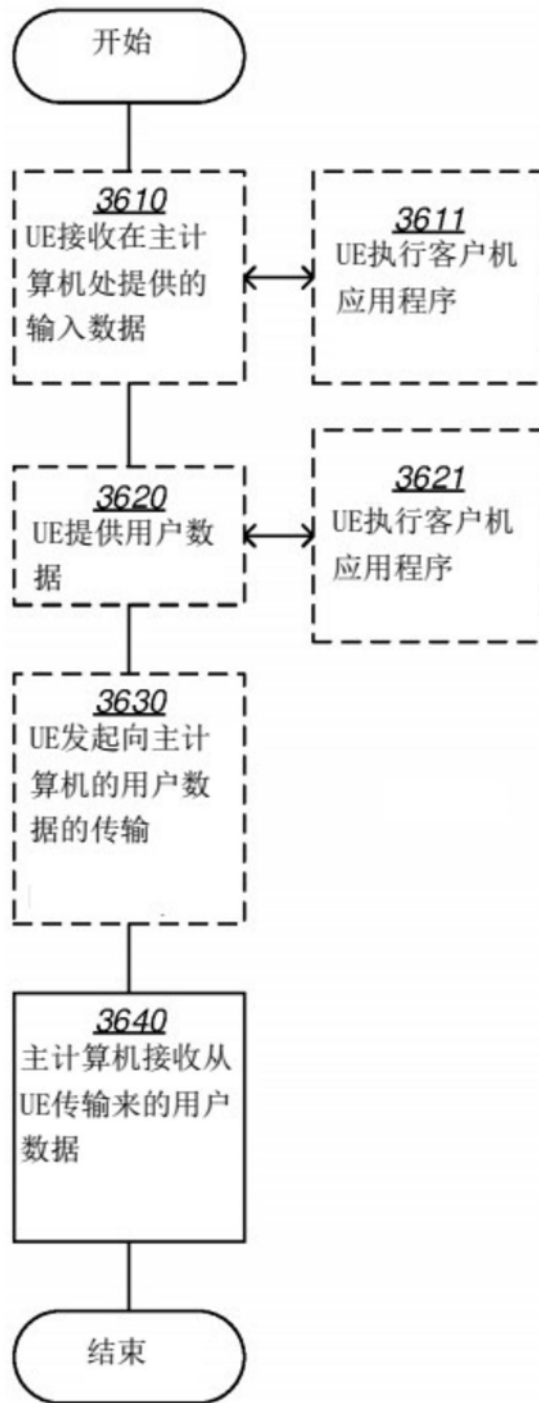 开始
3610
UE接收在主计
算机处提供的
输入数据
3611
UE执行客户机
应用程序
3620
UE提供用户数
据
3621
UE执行客户机
应用程序
3630
UE发起向主计
算机的用户数
据的传输
3640
主计算机接收从
UE传输来的用户
数据
结束